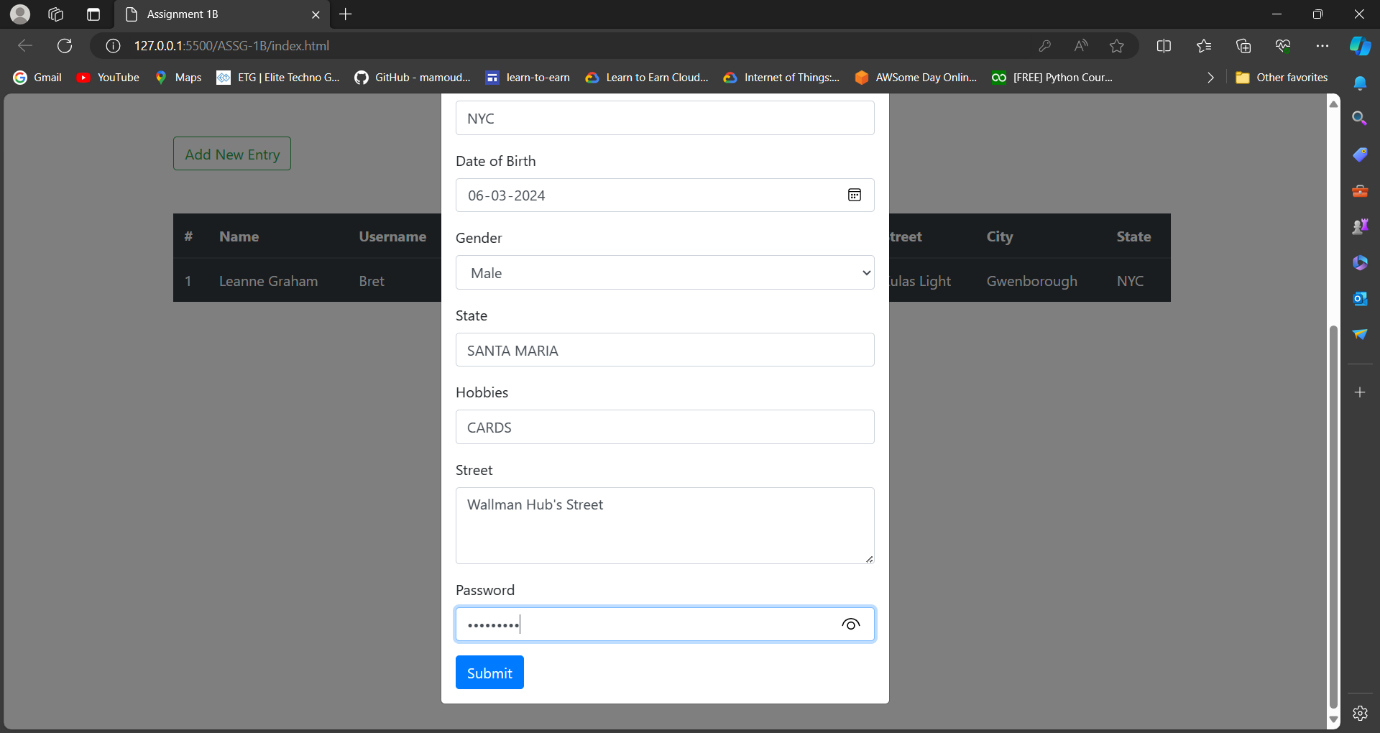 Assignment 1B
127.0.0.1:5500/ASSG-1B/index.html
Gmail YouTube Maps ETG | Elite Techno G... GitHub - mamoud... learn-to-earn Learn to Earn Cloud... Internet of Things:... AWSome Day Onlin... [FREE] Python Cour... Other favorites
Add New Entry
# Name Username treet City State
1 Leanne Graham Bret ulas Light Gwenborough NYC
NYC
Date of Birth
06-03-2024
Gender
Male
State
SANTA MARIA
Hobbies
CARDS
Street
Wallman Hub's Street
Password
•••••••••
Submit